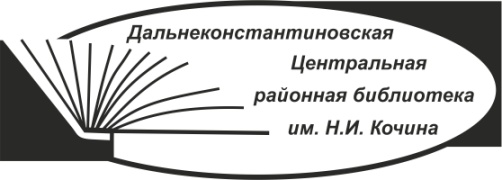 Дальнеконстантиновская
Центральная
районная библиотека
им. Н.И. Кочина